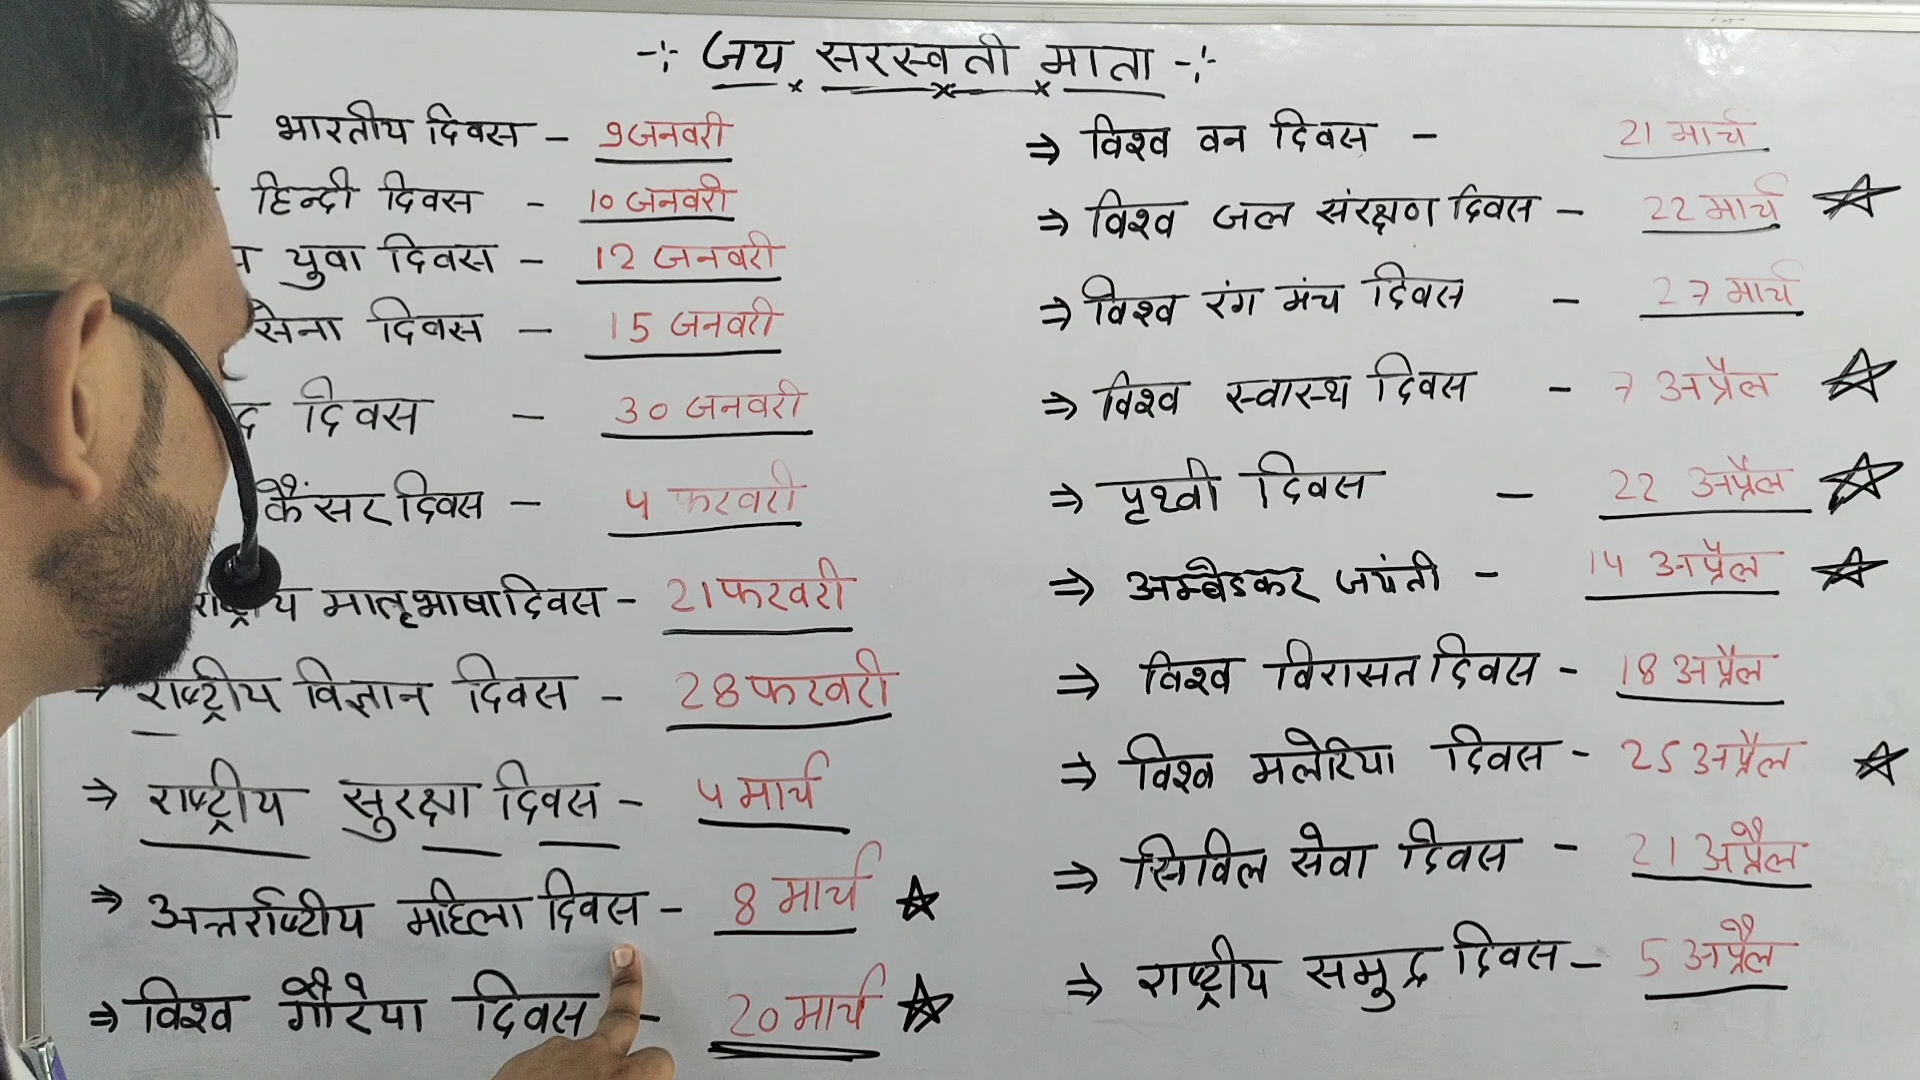 -:- जय सरस्वती माता -:-
भारतीय दिवस - 9 जनवरी
हिन्दी दिवस - 10 जनवरी
युवा दिवस - 12 जनवरी
सेना दिवस - 15 जनवरी
दिवस - 30 जनवरी
कैंसर दिवस - 4 फरवरी
मातृभाषा दिवस - 21 फरवरी
→ राष्ट्रीय विज्ञान दिवस - 28 फरवरी
⇒ राष्ट्रीय सुरक्षा दिवस - 4 मार्च
⇒ अन्तर्राष्टीय महिला दिवस - 8 मार्च ☆
⇒ विश्व गौरैया दिवस - 20 मार्च ☆
⇒ विश्व वन दिवस - 21 मार्च
⇒ विश्व जल संरक्षण दिवस - 22 मार्च ☆
⇒ विश्व रंग मंच दिवस - 27 मार्च
⇒ विश्व स्वास्थ दिवस - 7 अप्रैल ☆
⇒ पृथ्वी दिवस - 22 अप्रैल ☆
⇒ अम्बेडकर जयंती - 14 अप्रैल ☆
⇒ विश्व विरासत दिवस - 18 अप्रैल
⇒ विश्व मलेरिया दिवस - 25 अप्रैल ☆
⇒ सिविल सेवा दिवस - 21 अप्रैल
⇒ राष्ट्रीय समुद्र दिवस - 5 अप्रैल